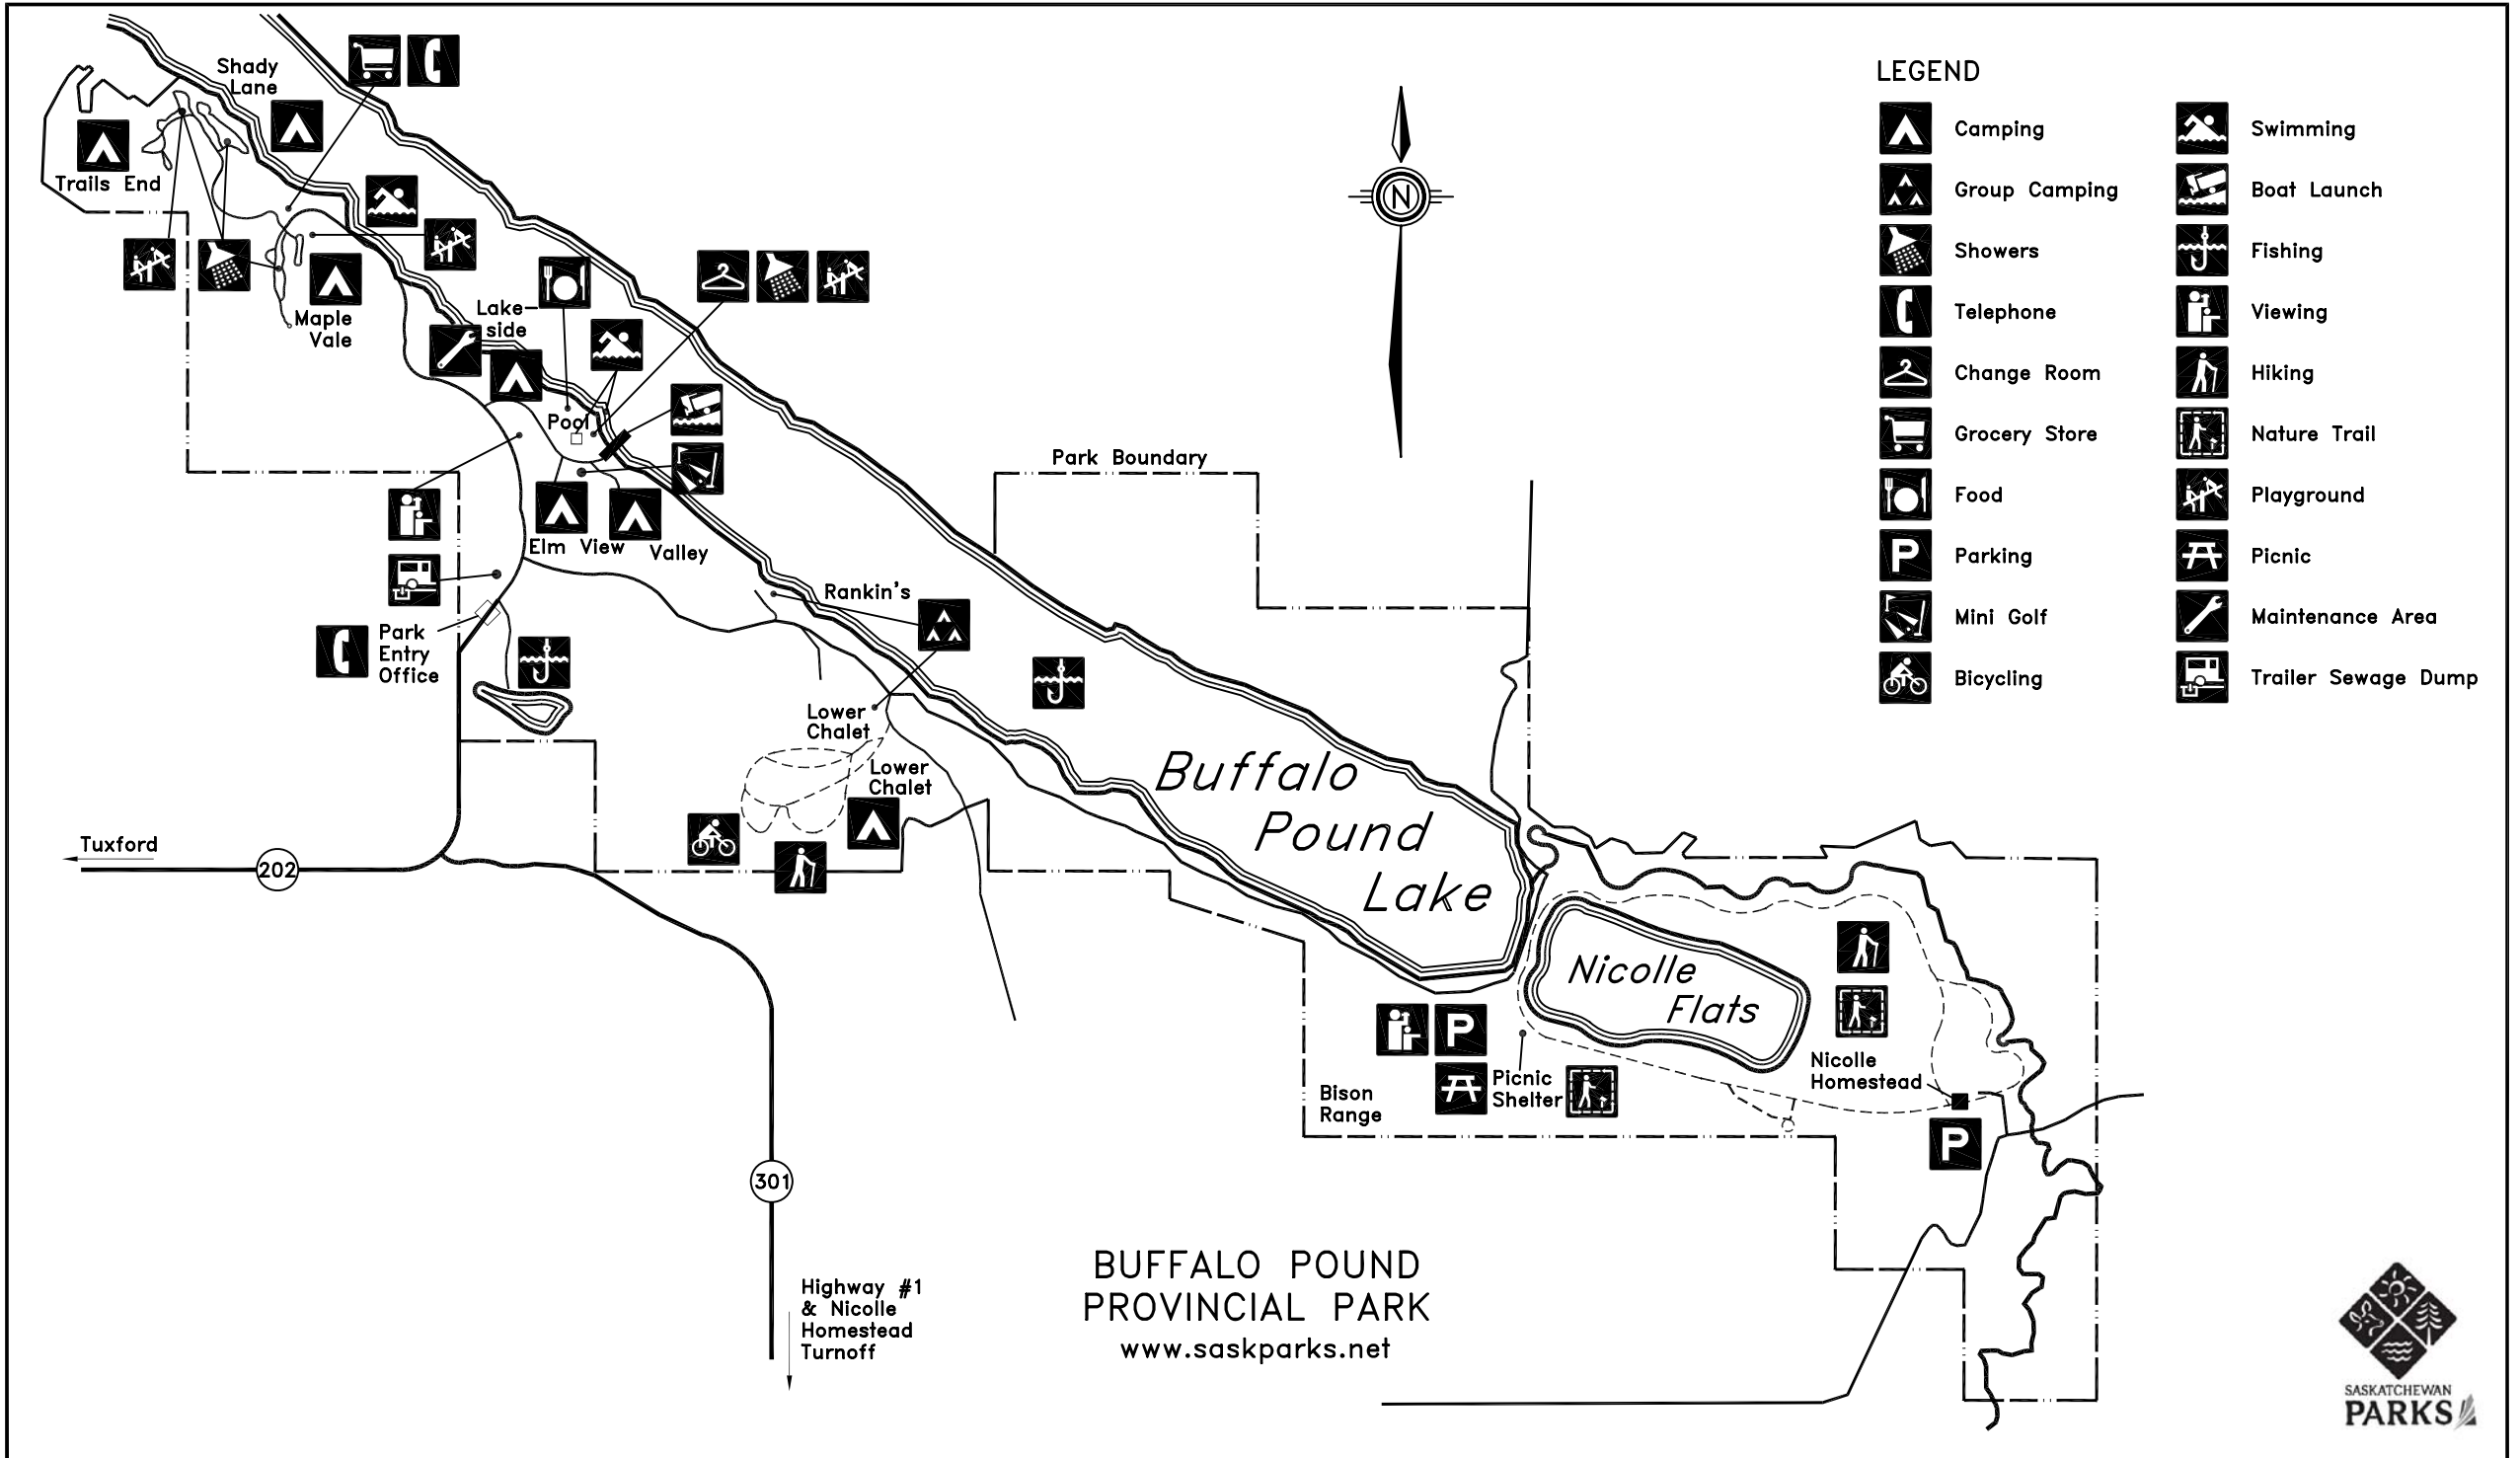 Shady
Lane
Trails End
Maple
Vale
Lake-
side
Pool
Elm View
Valley
Park
Entry
Office
Rankin's
Lower
Chalet
Lower
Chalet
Tuxford
202
301
Highway #1
& Nicolle
Homestead
Turnoff
N
Park Boundary
Buffalo
Pound
Lake
Nicolle
Flats
P
Picnic
Shelter
Bison
Range
Nicolle
Homestead
P
LEGEND
Camping
Group Camping
Showers
Telephone
Change Room
Grocery Store
Food
P Parking
Mini Golf
Bicycling
Swimming
Boat Launch
Fishing
Viewing
Hiking
Nature Trail
Playground
Picnic
Maintenance Area
Trailer Sewage Dump
BUFFALO POUND
PROVINCIAL PARK
www.saskparks.net
SASKATCHEWAN
PARKS